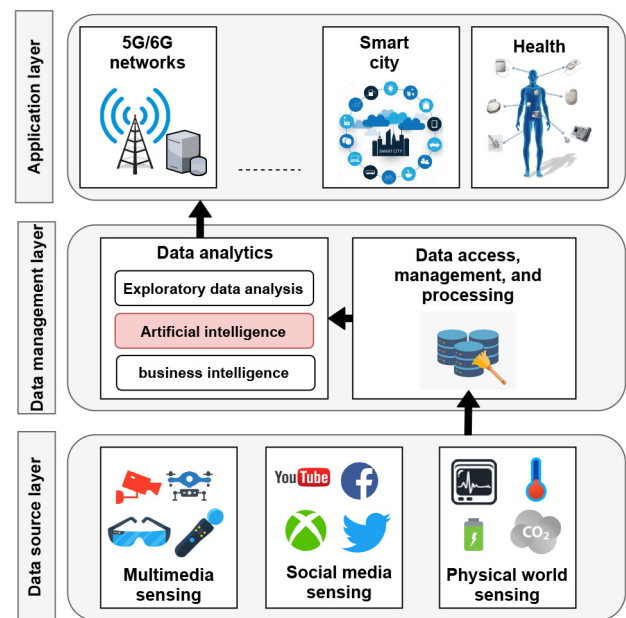 Application layer
5G/6G
networks
Smart
city
SMART CITY
Health
Data management layer
Data analytics
Exploratory data analysis
Artificial intelligence
business intelligence
Data access,
management, and
processing
Data source layer
YouTube
f
CO2
Multimedia
sensing
Social media
sensing
Physical world
sensing